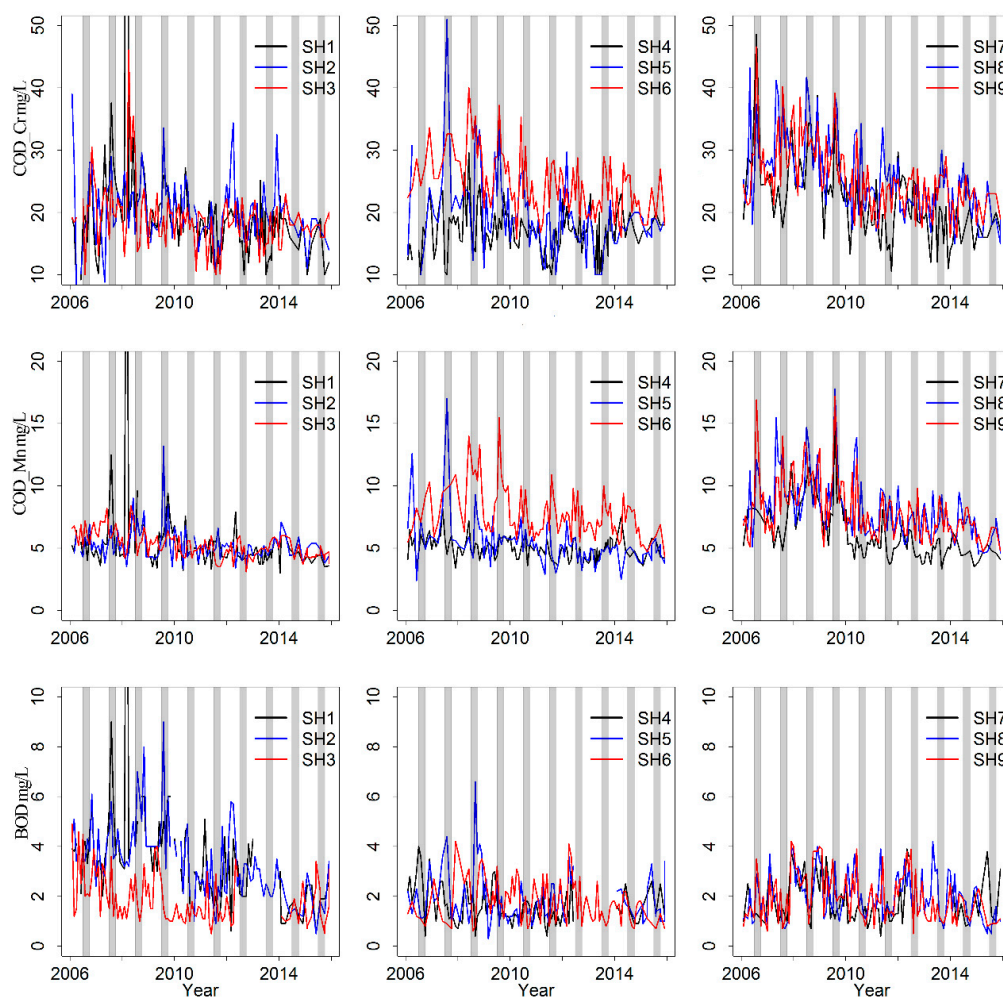 COD_Cr mg/L
50
40
30
20
10
SH1
SH2
SH3
2006 2010 2014
50
40
30
20
10
SH4
SH5
SH6
2006 2010 2014
50
40
30
20
10
SH7
SH8
SH9
2006 2010 2014
COD_Mn mg/L
20
15
10
5
0
SH1
SH2
SH3
2006 2010 2014
20
15
10
5
0
SH4
SH5
SH6
2006 2010 2014
20
15
10
5
0
SH7
SH8
SH9
2006 2010 2014
BOD mg/L
10
8
6
4
2
0
SH1
SH2
SH3
2006 2010 2014
Year
10
8
6
4
2
0
SH4
SH5
SH6
2006 2010 2014
Year
10
8
6
4
2
0
SH7
SH8
SH9
2006 2010 2014
Year